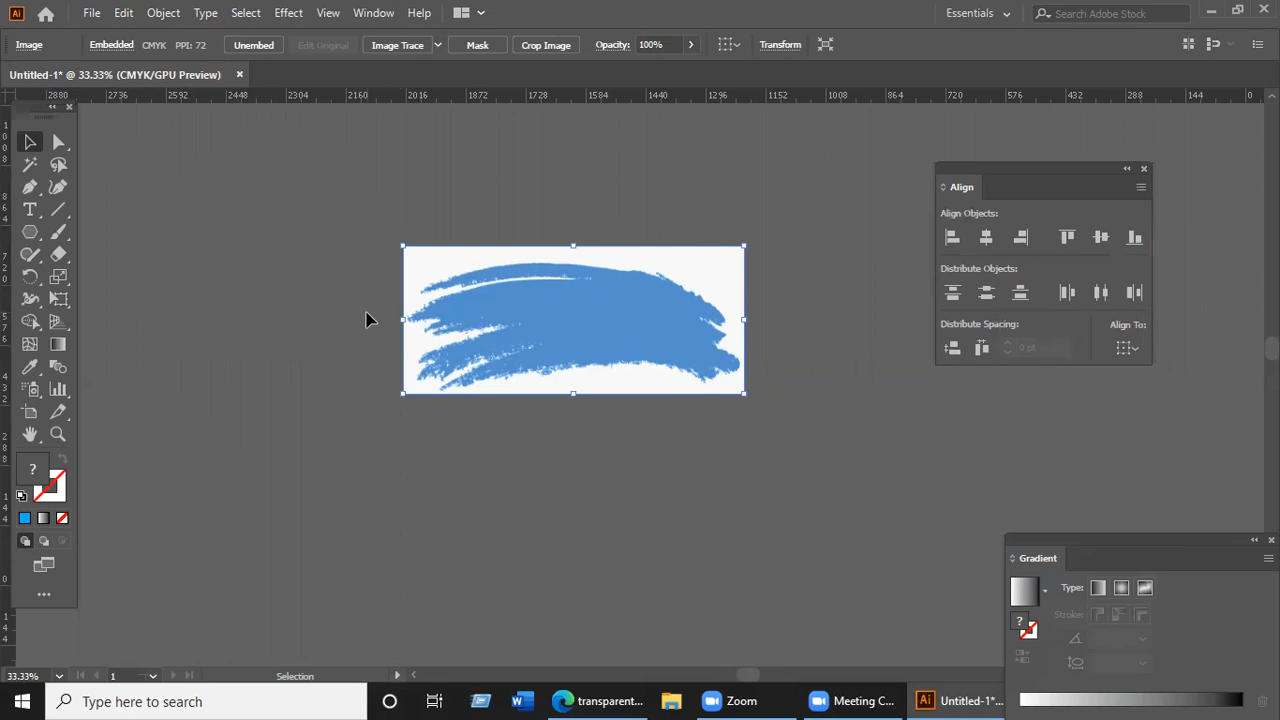 Ai File Edit Object Type Select Effect View Window Help Essentials Search Adobe Stock
Image Embedded CMYK PPI: 72 Unembed Edit Original Image Trace Mask Crop Image Opacity: 100% Transform
Untitled-1* @ 33.33% (CMYK/GPU Preview)
2880 2736 2592 2448 2304 2160 2016 1872 1728 1584 1440 1296 1152 1008 864 720 576 432 288 144 0
Align
Align Objects:
Distribute Objects:
Distribute Spacing: Align To:
0 pt
?
Gradient
Type:
Stroke:
?
33.33% 1 Selection
Type here to search transparent... Zoom Meeting C... Ai Untitled-1*...